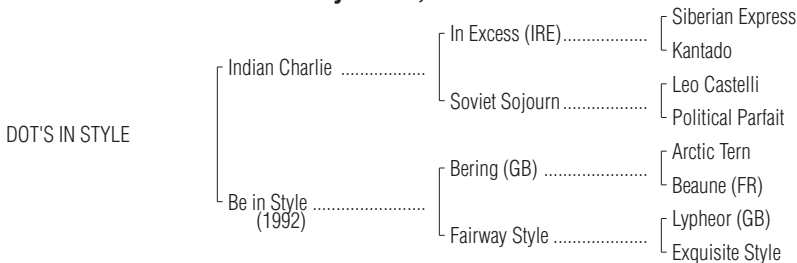 Siberian Express
In Excess (IRE)..................
Kantado
Indian Charlie ..................
Leo Castelli
Soviet Sojourn..................
Political Parfait
DOT'S IN STYLE
Arctic Tern
Bering (GB) ................
Beaune (FR)
Be in Style ........................
(1992)
Lypheor (GB)
Fairway Style ....................
Exquisite Style